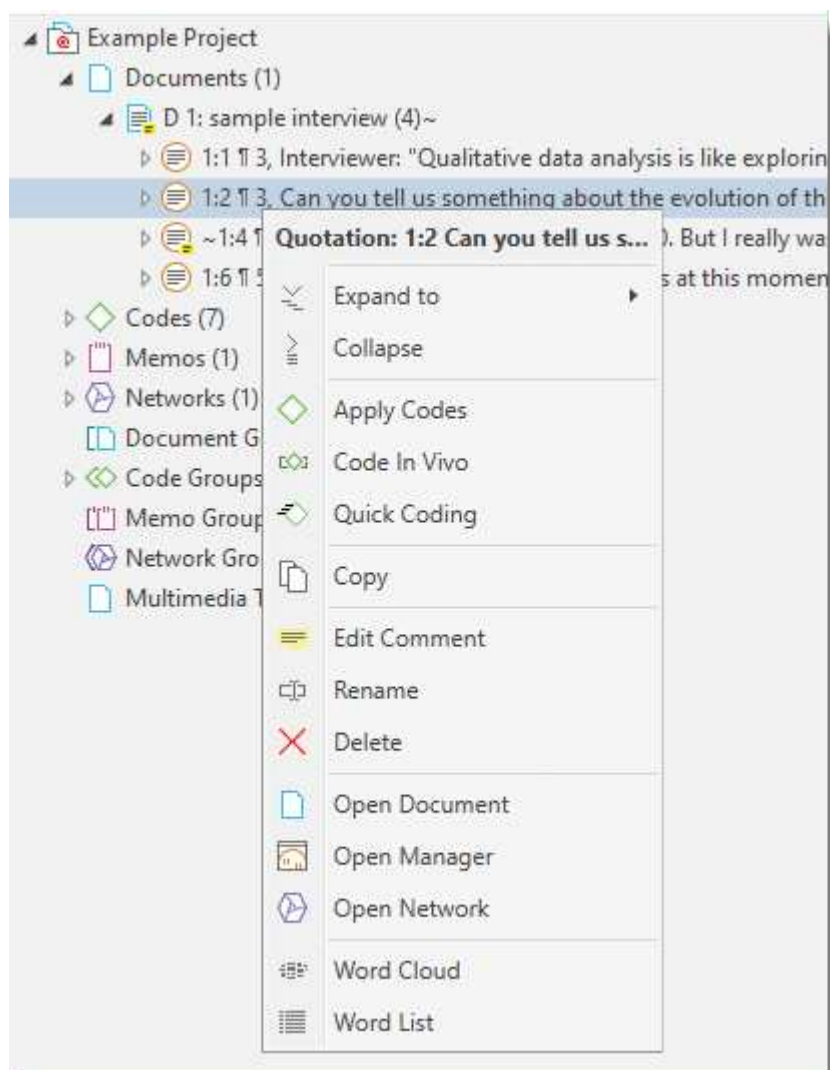 Example Project
Documents (1)
D 1: sample interview (4)~
1:1 ¶ 3, Interviewer: "Qualitative data analysis is like explorin
1:2 ¶ 3, Can you tell us something about the evolution of th
~1:4 ¶
). But I really wa
1:6 ¶ 5
s at this momen
Codes (7)
Memos (1)
Networks (1)
Document G
Code Groups
Memo Group
Network Gro
Multimedia T
Quotation: 1:2 Can you tell us s...
Expand to
Collapse
Apply Codes
Code In Vivo
Quick Coding
Copy
Edit Comment
Rename
Delete
Open Document
Open Manager
Open Network
Word Cloud
Word List